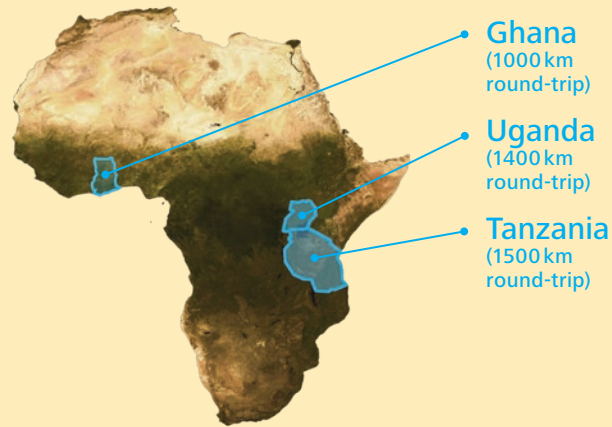 Ghana
(1000 km
round-trip)
Uganda
(1400 km
round-trip)
Tanzania
(1500 km
round-trip)